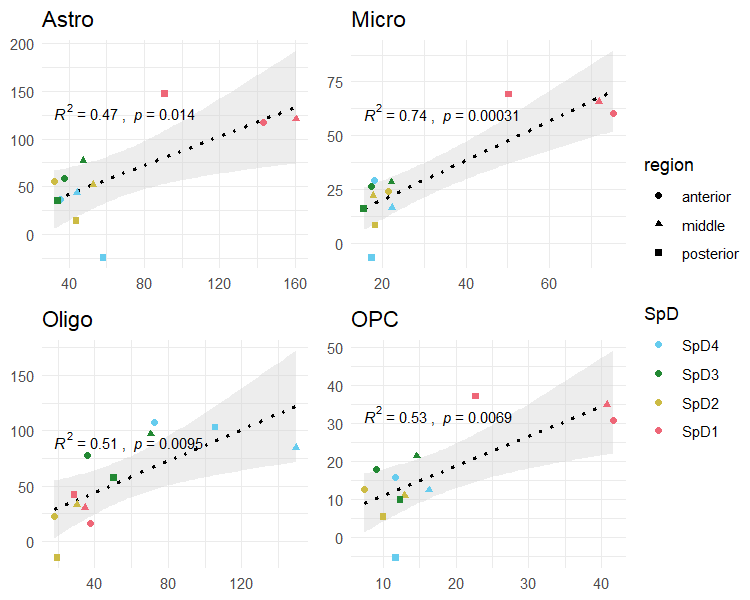 Astro
Micro
200
150
100
50
0
R² = 0.47 , p = 0.014
40
80
120
160
75
50
25
0
R² = 0.74 , p = 0.00031
20
40
60
Oligo
OPC
150
100
50
0
R² = 0.51 , p = 0.0095
40
80
120
50
40
30
20
10
0
R² = 0.53 , p = 0.0069
10
20
30
40
region
anterior
middle
posterior
SpD
SpD4
SpD3
SpD2
SpD1